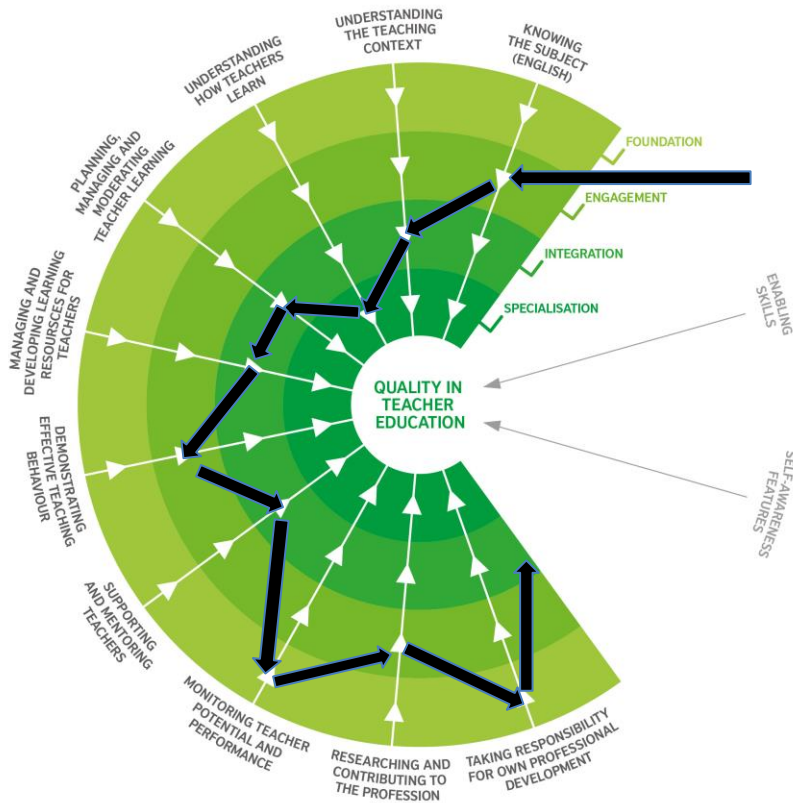 KNOWING
THE SUBJECT
(ENGLISH)
UNDERSTANDING
THE TEACHING
CONTEXT
UNDERSTANDING
HOW TEACHERS
LEARN
PLANNING,
MANAGING AND
MODERATING
TEACHER LEARNING
MANAGING AND
DEVELOPING LEARNING
RESOURSCES FOR
TEACHERS
DEMONSTRATING
EFFECTIVE TEACHING
BEHAVIOUR
SUPPORTING
AND MENTORING
TEACHERS
MONITORING TEACHER
POTENTIAL AND
PERFORMANCE
RESEARCHING AND
CONTRIBUTING TO
THE PROFESSION
TAKING RESPONSIBILITY
FOR OWN PROFESSIONAL
DEVELOPMENT
FOUNDATION
ENGAGEMENT
INTEGRATION
SPECIALISATION
QUALITY IN
TEACHER
EDUCATION
ENABLING
SKILLS
SELF-AWARENESS
FEATURES